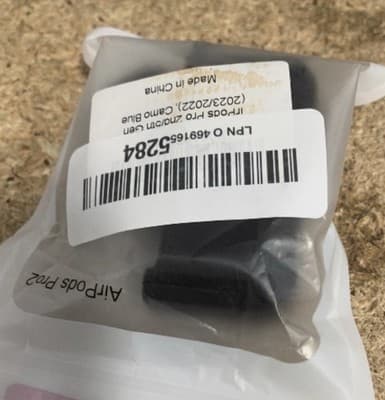 AirPods Pro2
LPN O 4691655284
irPods Pro 2nd/5th Gen
(2023/2022), Camo Blue
Made in China